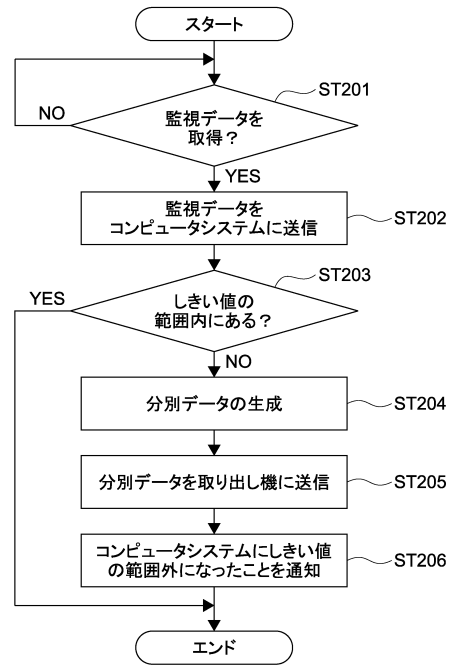 スタート
ST201
NO
監視データを
取得？
YES
監視データを
コンピュータシステムに送信
ST202
ST203
YES
しきい値の
範囲内にある？
NO
分別データの生成
ST204
分別データを取り出し機に送信
ST205
コンピュータシステムにしきい値
の範囲外になったことを通知
ST206
エンド